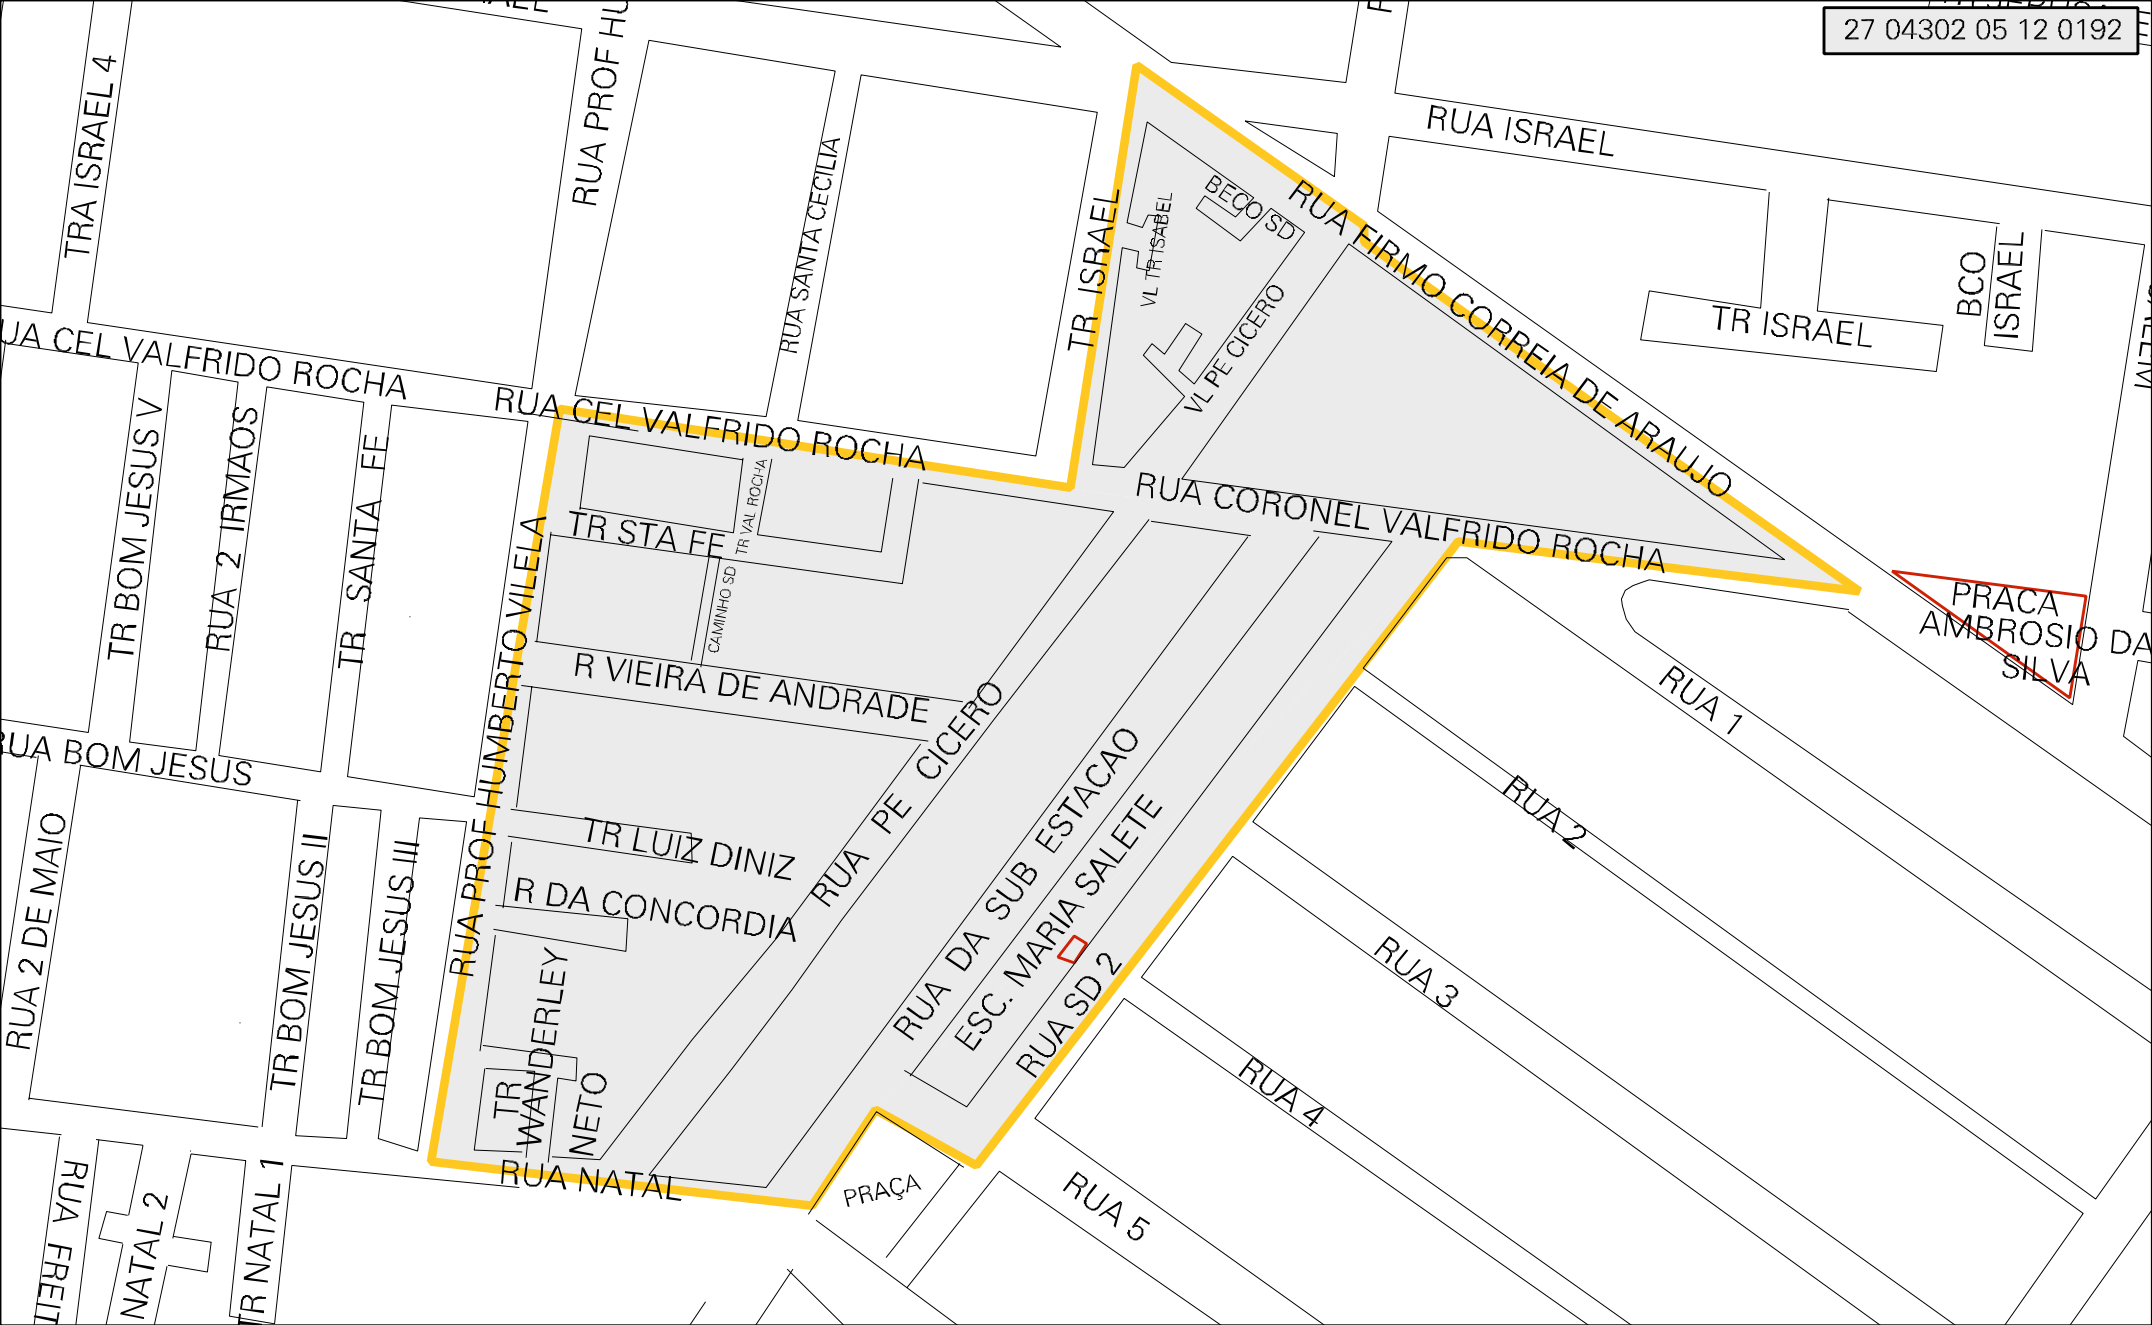 27 04302 05 12 0192
RUA PROF HU
TRA ISRAEL 4
RUA SANTA CECILIA
RUA ISRAEL
TR ISRAEL
VL TR ISABEL
BECO SD
RUA FIRMO CORREIA DE ARAUJO
VL PE CICERO
TR ISRAEL
BCO
ISRAEL
UA CEL VALFRIDO ROCHA
RUA CEL VALFRIDO ROCHA
RUA CORONEL VALFRIDO ROCHA
TR BOM JESUS V
RUA 2 IRMAOS
TR SANTA FE
TR STA FE
TR VAL ROCHA
CAMINHO SD
RUA PROF HUMBERTO VILELA
R VIEIRA DE ANDRADE
PRACA
AMBROSIO DA
SILVA
RUA 1
RUA 2
RUA BOM JESUS
RUA 2 DE MAIO
TR BOM JESUS II
TR BOM JESUS III
TR LUIZ DINIZ
R DA CONCORDIA
RUA PE CICERO
RUA DA SUB ESTACAO
ESC. MARIA SALETE
RUA SD 2
RUA 3
RUA 4
RUA 5
TR
WANDERLEY
NETO
RUA NATAL
PRAÇA
RUA FREIT
NATAL 2
TR NATAL 1